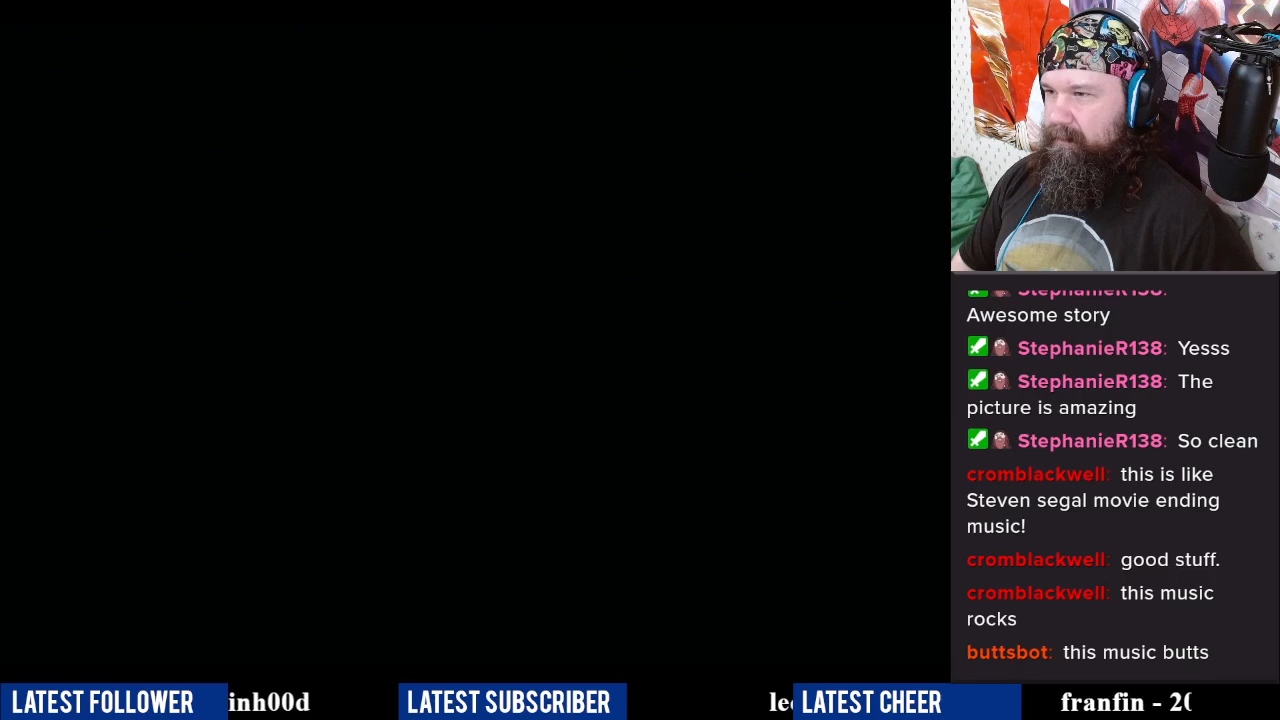 Awesome story
StephanieR138: Yesss
StephanieR138: The
picture is amazing
StephanieR138: So clean
cromblackwell: this is like
Steven segal movie ending
music!
cromblackwell: good stuff.
cromblackwell: this music
rocks
buttsbot: this music butts
LATEST FOLLOWER inh00d LATEST SUBSCRIBER LATEST CHEER franfin